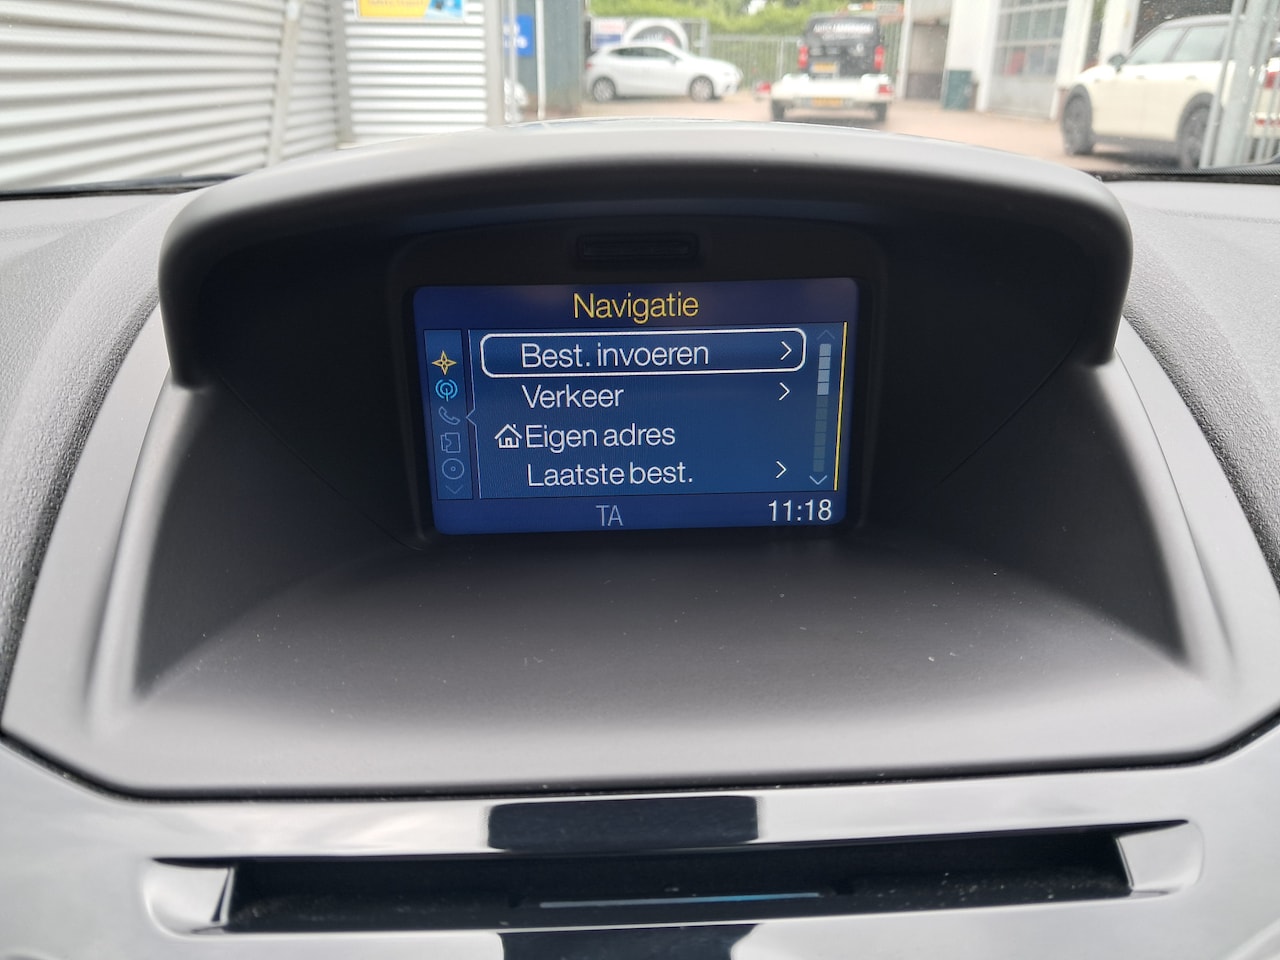 Navigatie
Best. invoeren
Verkeer
Eigen adres
Laatste best.
TA
11:18